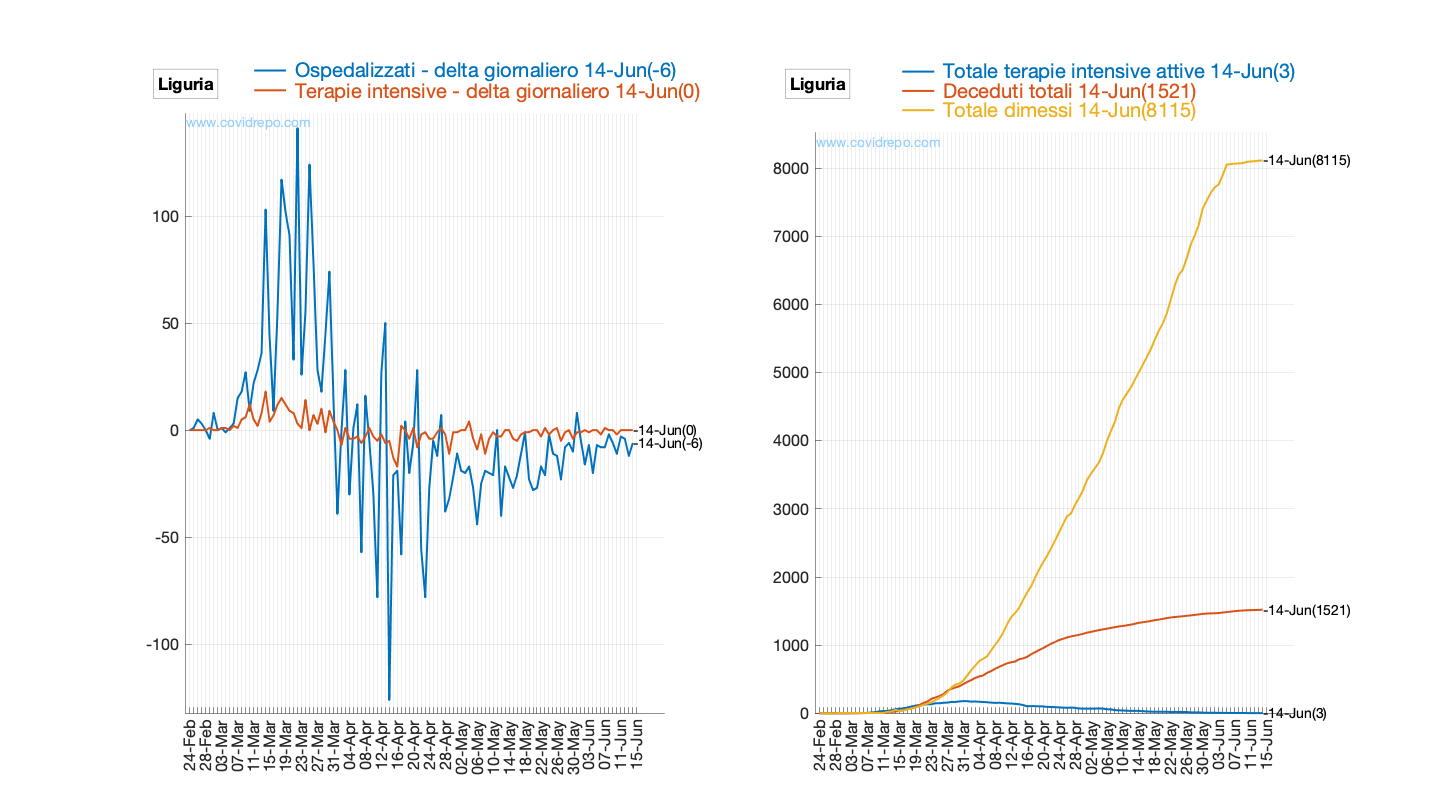 Liguria
Ospedalizzati - delta giornaliero 14-Jun(-6)
Terapie intensive - delta giornaliero 14-Jun(0)
www.covidrepo.com
100
50
0
-50
-100
-14-Jun(0)
-14-Jun(-6)
24-Feb
28-Feb
03-Mar
07-Mar
11-Mar
15-Mar
19-Mar
23-Mar
27-Mar
31-Mar
04-Apr
08-Apr
12-Apr
16-Apr
20-Apr
24-Apr
28-Apr
02-May
06-May
10-May
14-May
18-May
22-May
26-May
30-May
03-Jun
07-Jun
11-Jun
15-Jun
Liguria
Totale terapie intensive attive 14-Jun(3)
Deceduti totali 14-Jun(1521)
Totale dimessi 14-Jun(8115)
www.covidrepo.com
8000
7000
6000
5000
4000
3000
2000
1000
0
-14-Jun(8115)
-14-Jun(1521)
-14-Jun(3)
24-Feb
28-Feb
03-Mar
07-Mar
11-Mar
15-Mar
19-Mar
23-Mar
27-Mar
31-Mar
04-Apr
08-Apr
12-Apr
16-Apr
20-Apr
24-Apr
28-Apr
02-May
06-May
10-May
14-May
18-May
22-May
26-May
30-May
03-Jun
07-Jun
11-Jun
15-Jun